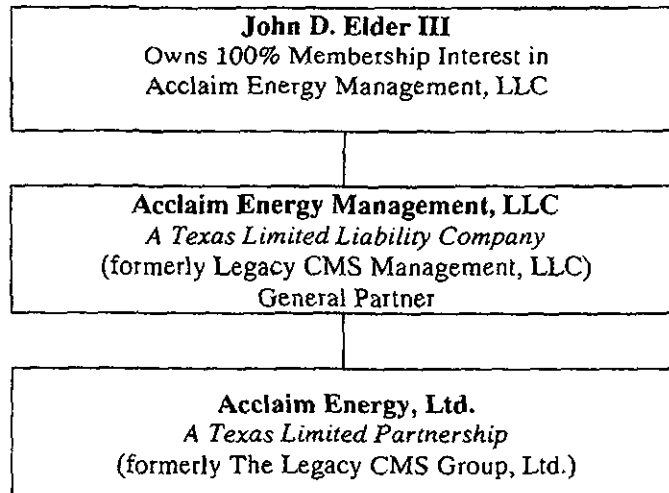 John D. Elder III
Owns 100% Membership Interest in
Acclaim Energy Management, LLC
Acclaim Energy Management, LLC
A Texas Limited Liability Company
(formerly Legacy CMS Management, LLC)
General Partner
Acclaim Energy, Ltd.
A Texas Limited Partnership
(formerly The Legacy CMS Group, Ltd.)